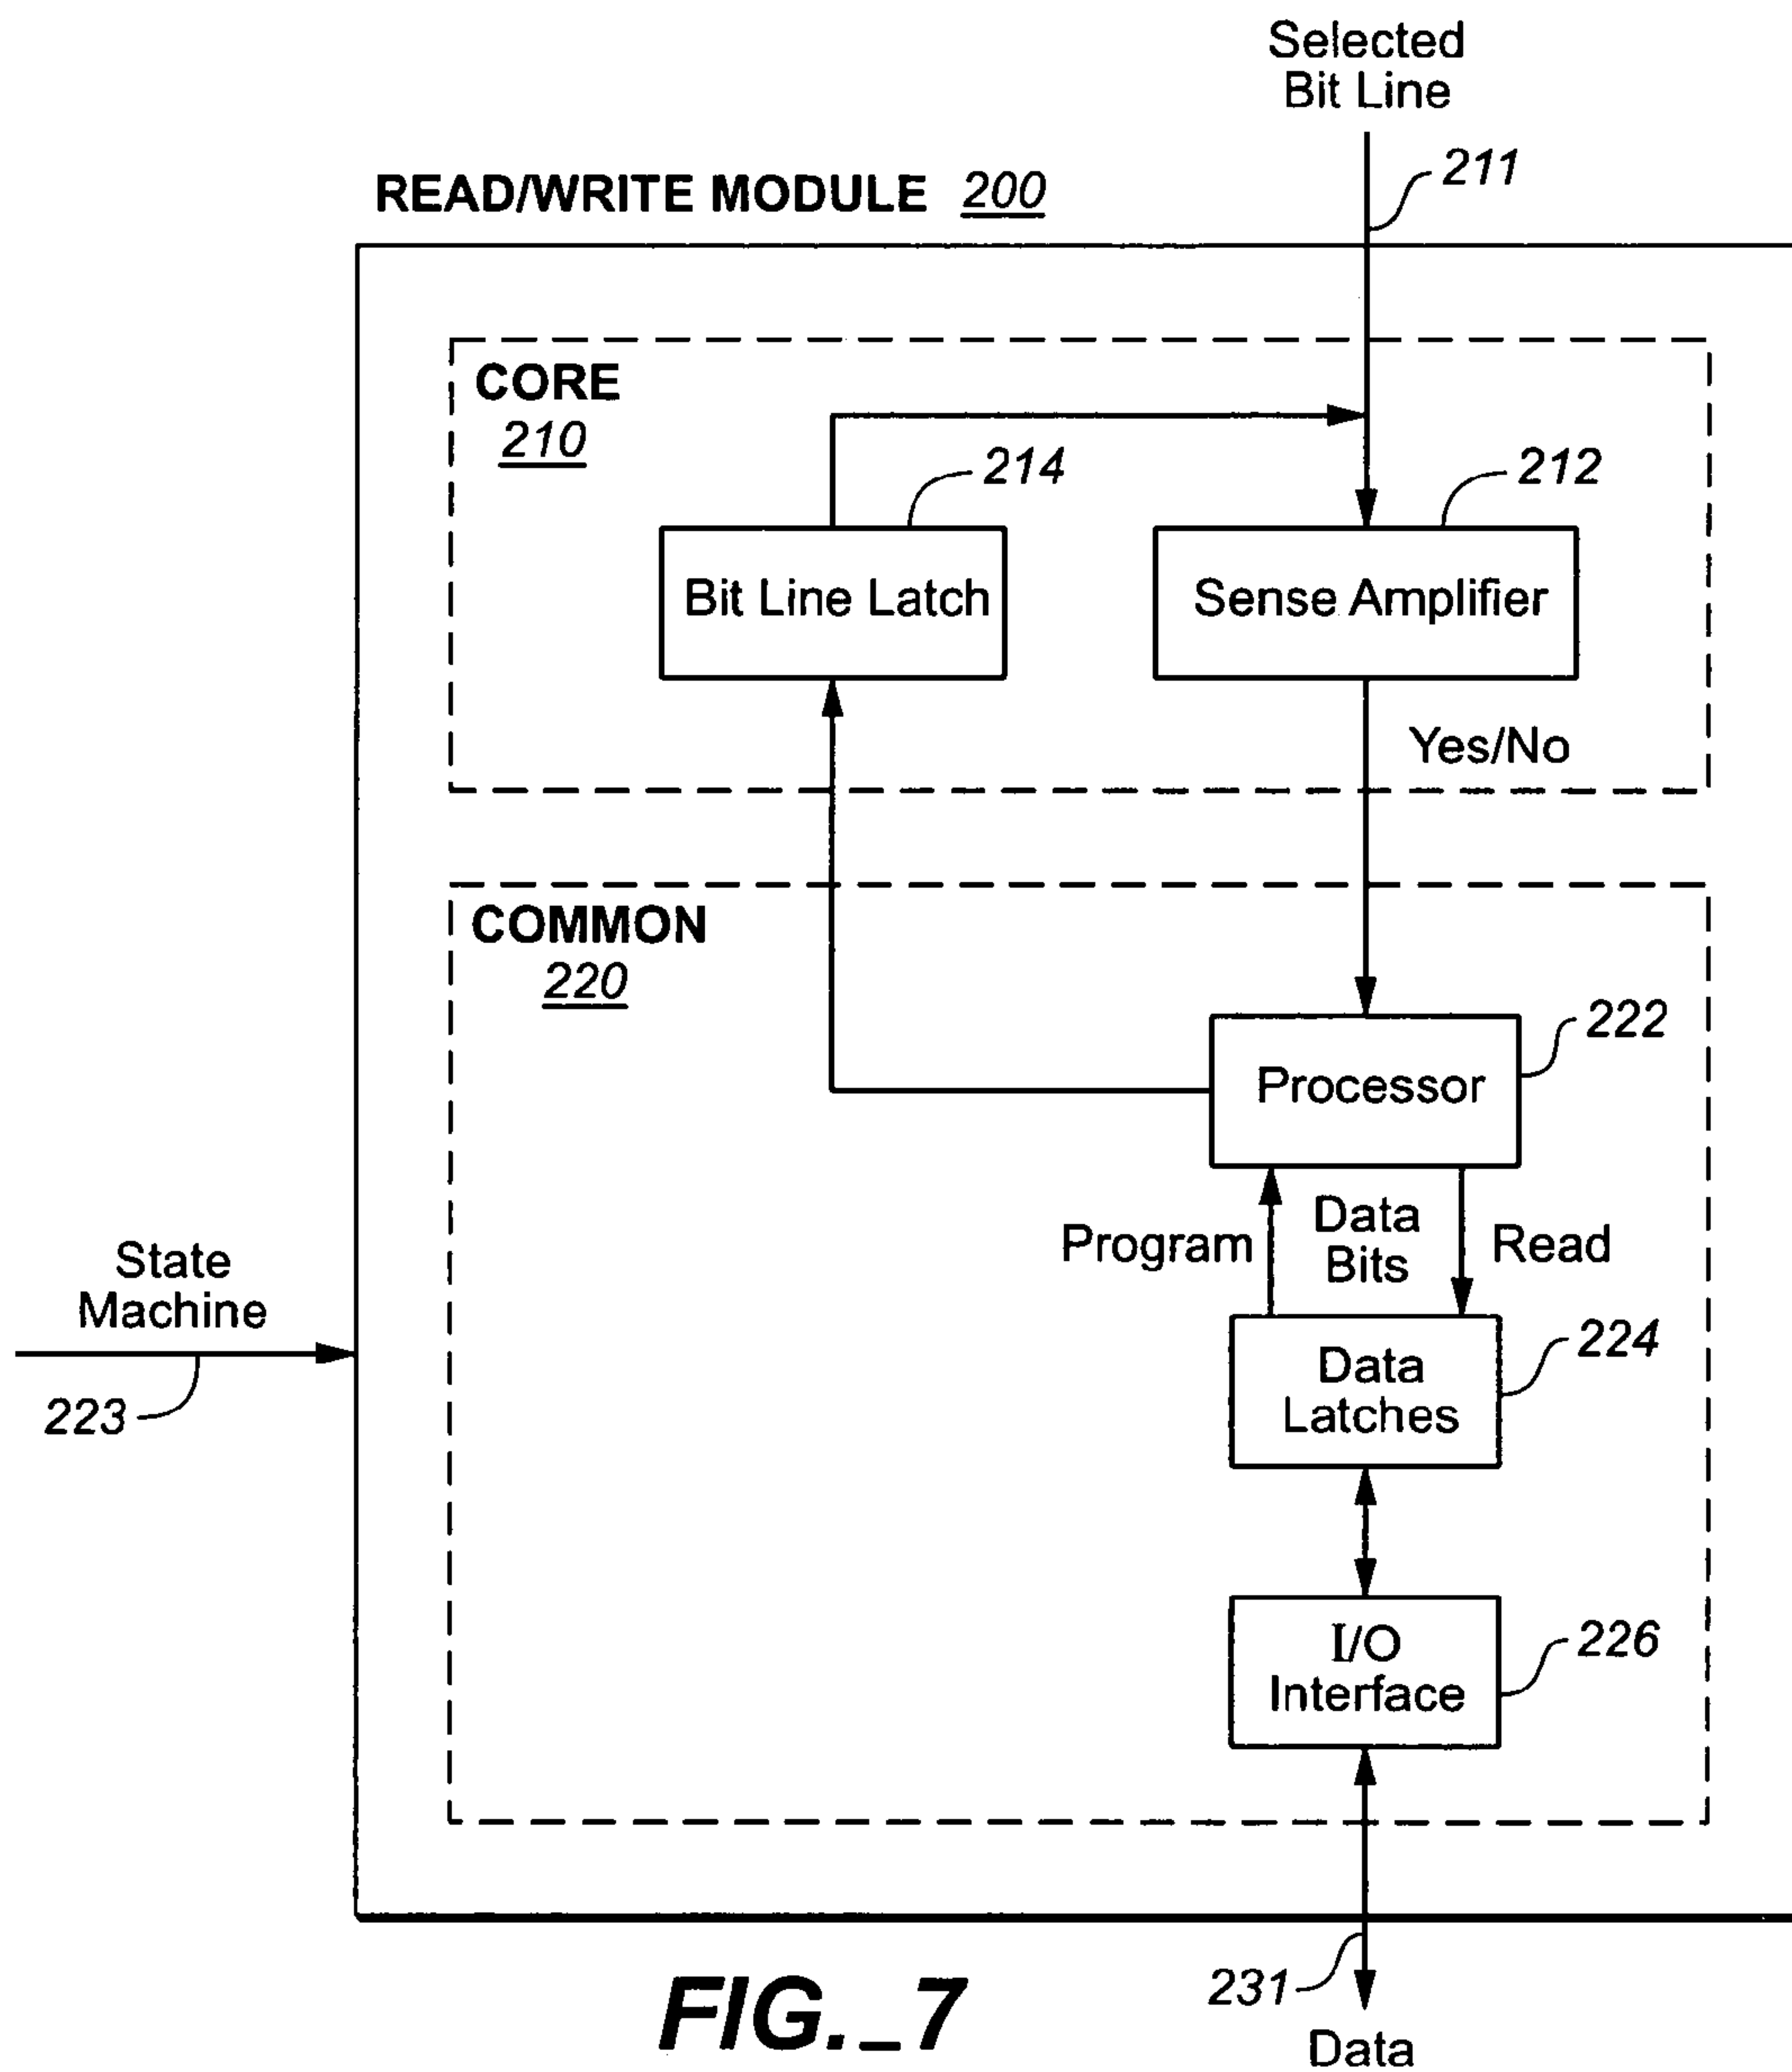 Selected
Bit Line
211
READ/WRITE MODULE 200
CORE
210
214
212
Bit Line Latch
Sense Amplifier
Yes/No
COMMON
220
222
Processor
Program
Data
Bits
Read
State
Machine
223
224
Data
Latches
226
I/O
Interface
231
FIG._7
Data